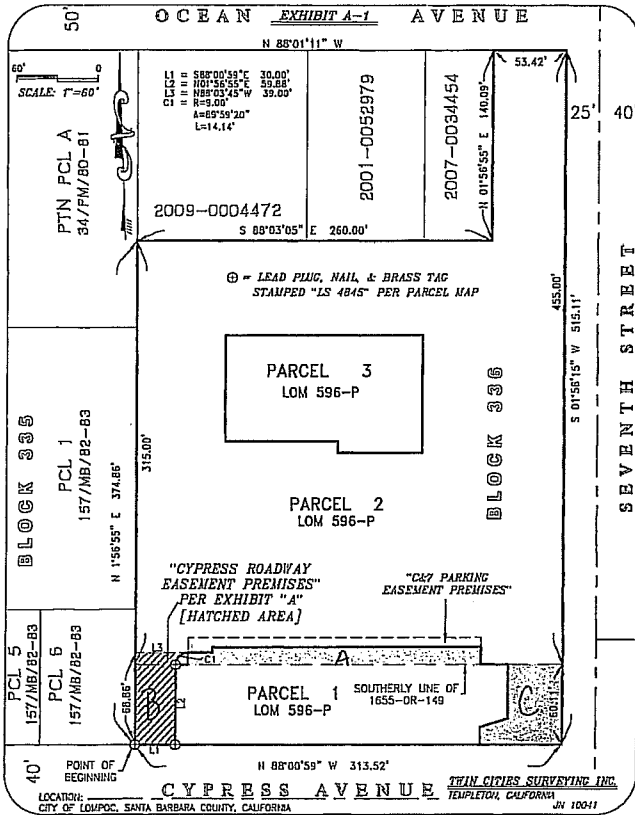 OCEAN EXHIBIT A-1 AVENUE
50'
N 88°01'11" W
53.42'
60' 0
SCALE: 1"=60'
L1 = S88°00'59"E 30.00'
L2 = N01°56'55"E 59.88'
L3 = N88°03'45"W 39.00'
C1 = R=9.00'
Δ=89°59'20"
L=14.14'
PTN PCL A
34/PM/80-81
2009-0004472
2001-0052979
2007-0034454
N 01°56'55" E 140.09'
25'
40
S 88°03'05" E 260.00'
⊕ = LEAD PLUG, NAIL, & BRASS TAG
STAMPED "LS 4845" PER PARCEL MAP
455.00'
S 01°56'15" W 515.11'
SEVENTH STREET
PARCEL 3
LOM 596-P
BLOCK 335
PCL 1
157/MB/82-83
N 1°56'55" E 374.86'
315.00'
BLOCK 336
PARCEL 2
LOM 596-P
"CYPRESS ROADWAY
EASEMENT PREMISES"
PER EXHIBIT "A"
[HATCHED AREA]
"C&7 PARKING
EASEMENT PREMISES"
PCL 5
157/MB/82-83
PCL 6
157/MB/82-83
L3
C1
A
68.86'
B
L2
PARCEL 1
LOM 596-P
SOUTHERLY LINE OF
1655-OR-149
C
60.11'
L1
POINT OF
BEGINNING
N 88°00'59" W 313.52'
40'
CYPRESS AVENUE
TWIN CITIES SURVEYING INC.
TEMPLETON, CALIFORNIA
LOCATION:
CITY OF LOMPOC, SANTA BARBARA COUNTY, CALIFORNIA
JN 10041